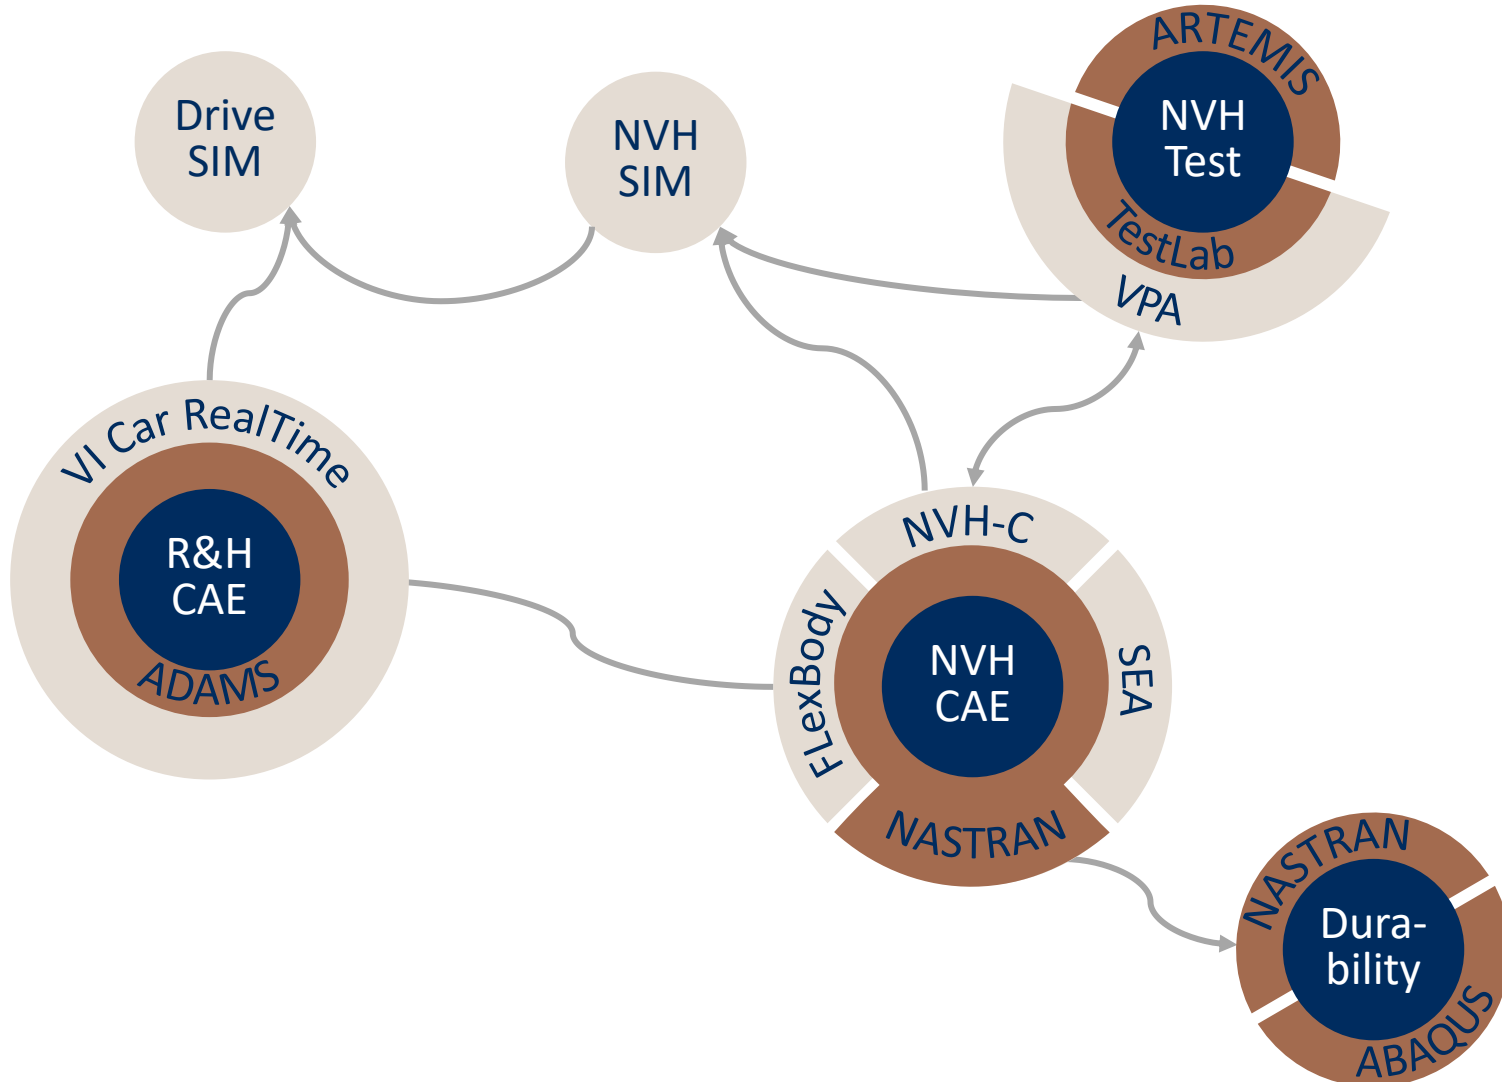 Drive
SIM
NVH
SIM
ARTEMIS
NVH
Test
TestLab
VPA
VI Car RealTime
R&H
CAE
ADAMS
NVH-C
FLexBody
NVH
CAE
SEA
NASTRAN
NASTRAN
Dura-
bility
ABAQUS